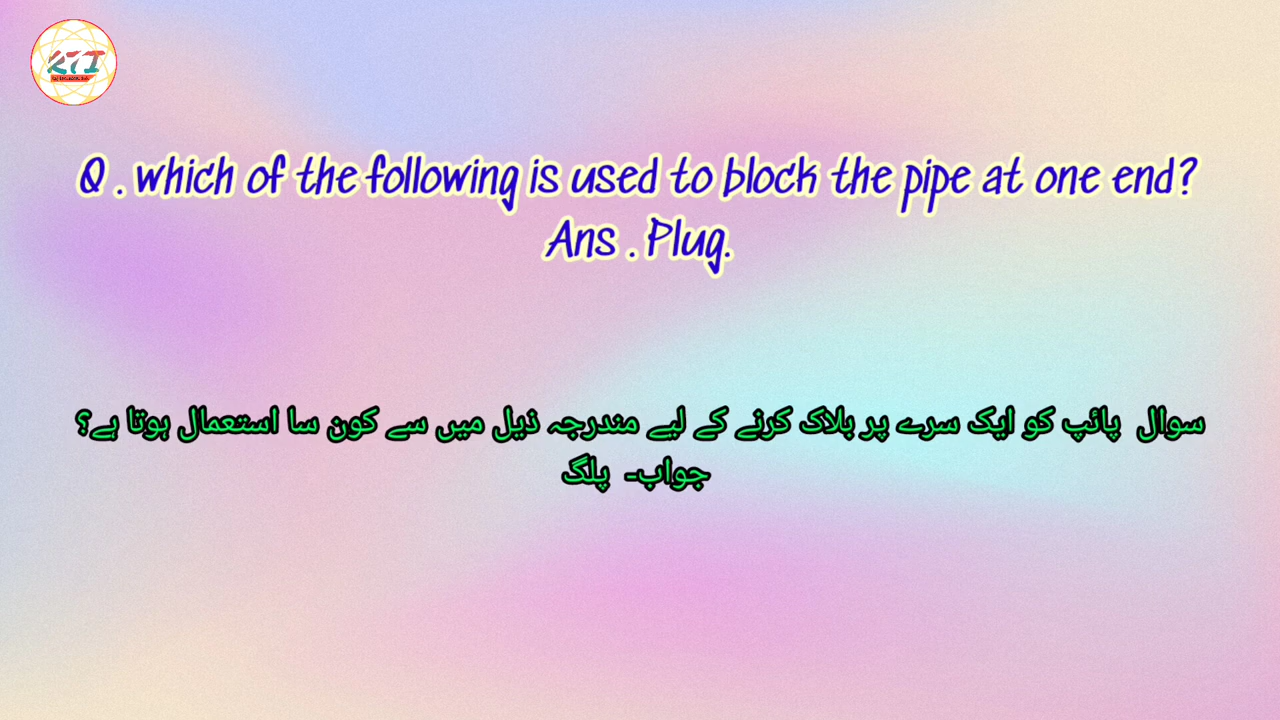 KTI
Q . which of the following is used to block the pipe at one end?
Ans . Plug.
سوال  پائپ کو ایک سرے پر بلاک کرنے کے لیے مندرجہ ذیل میں سے کون سا استعمال ہوتا ہے؟
جواب-  پلگ